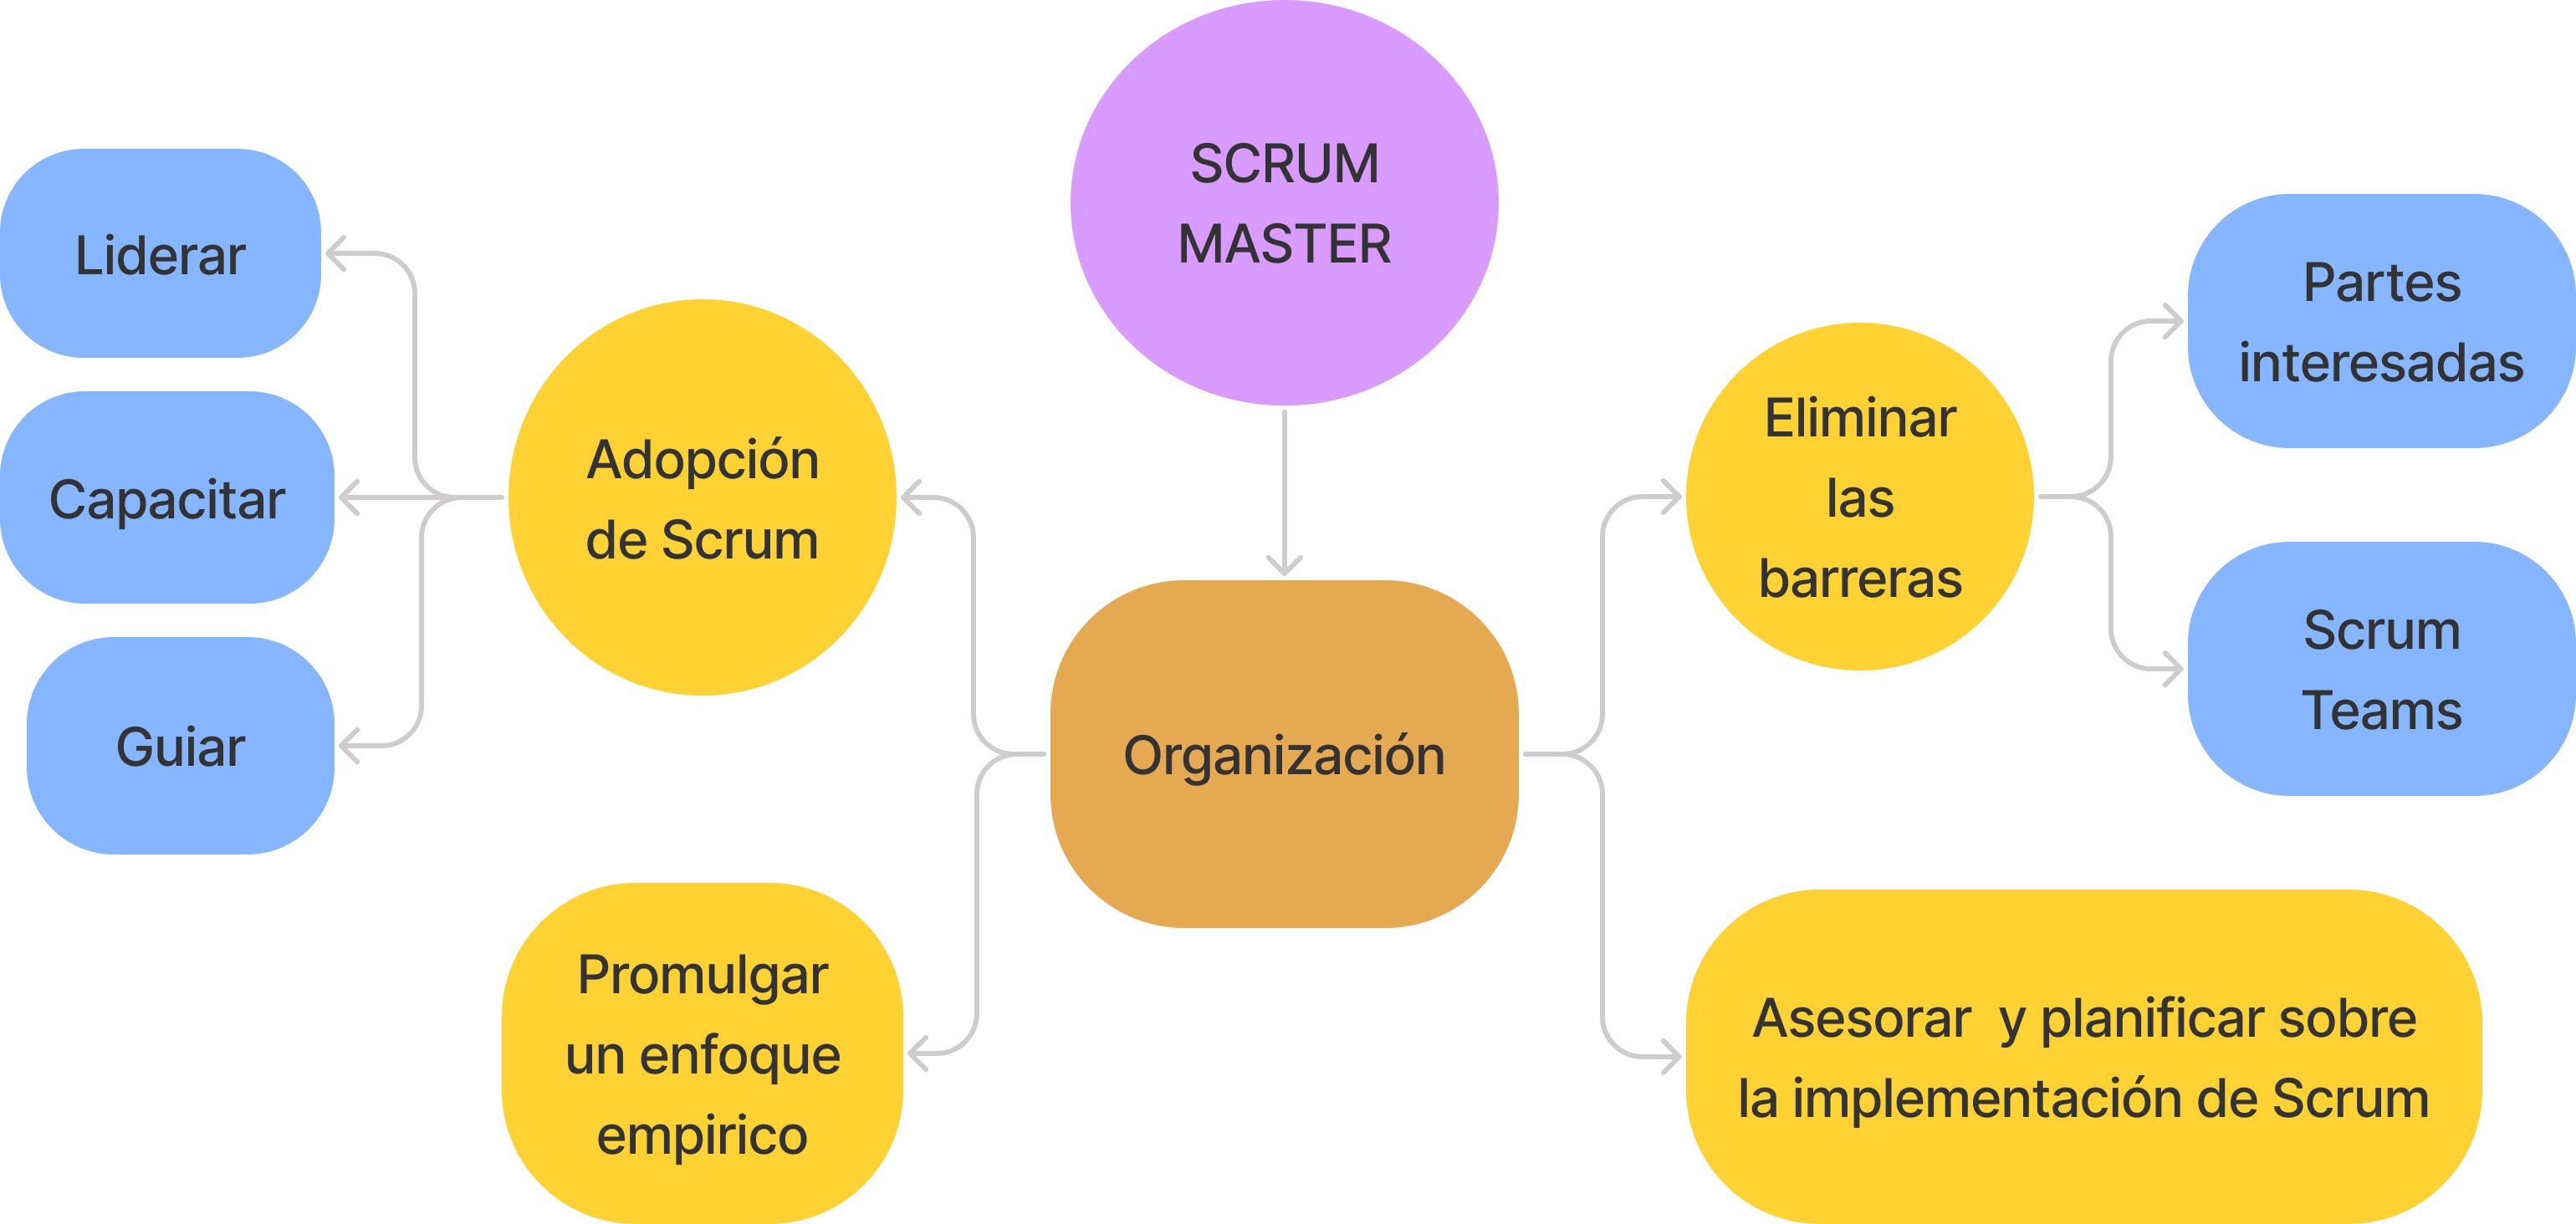 SCRUM
MASTER
Liderar
Capacitar
Guiar
Adopción
de Scrum
Promulgar
un enfoque
empirico
Organización
Eliminar
las
barreras
Partes
interesadas
Scrum
Teams
Asesorar  y planificar sobre
la implementación de Scrum